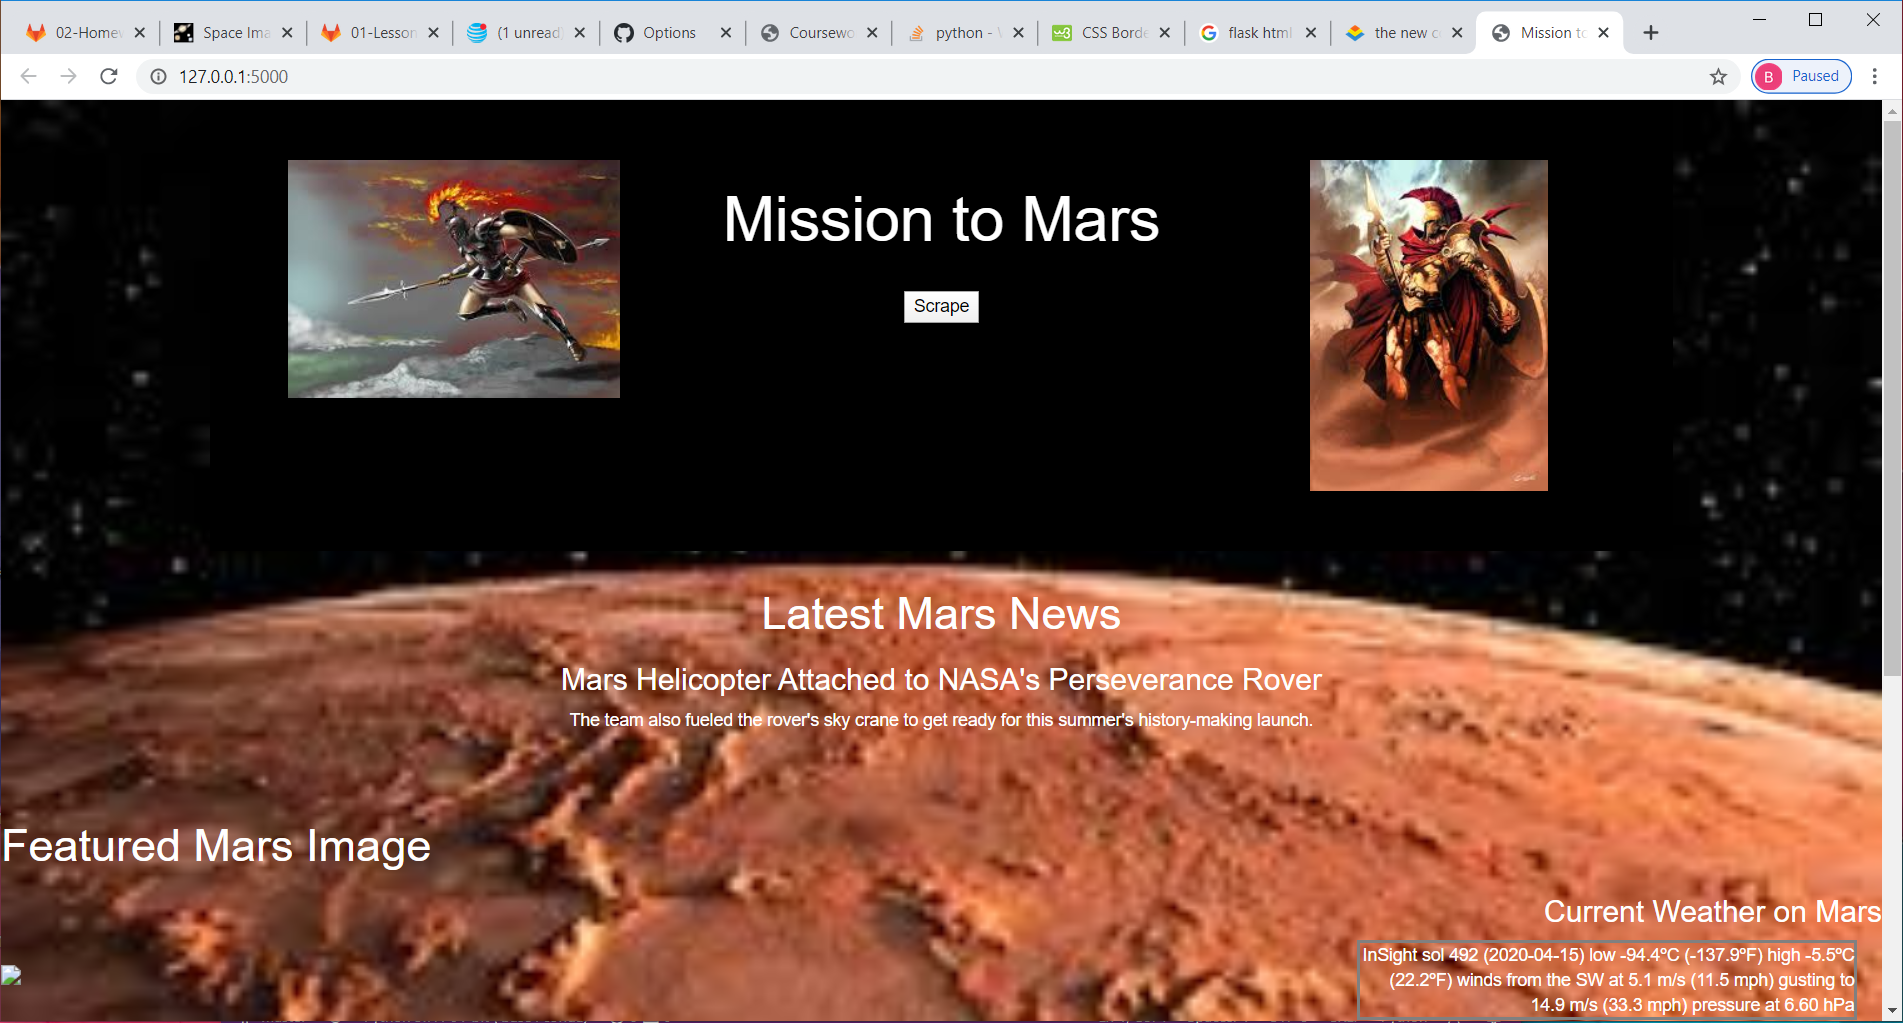 02-Homew
Space Ima
01-Lesson
(1 unread)
Options
Coursewo
python -
CSS Borde
flask html
the new c
Mission to
127.0.0.1:5000
B Paused
Mission to Mars
Scrape
Latest Mars News
Mars Helicopter Attached to NASA's Perseverance Rover
The team also fueled the rover's sky crane to get ready for this summer's history-making launch.
Featured Mars Image
Current Weather on Mars
InSight sol 492 (2020-04-15) low -94.4ºC (-137.9ºF) high -5.5ºC
(22.2ºF) winds from the SW at 5.1 m/s (11.5 mph) gusting to
14.9 m/s (33.3 mph) pressure at 6.60 hPa